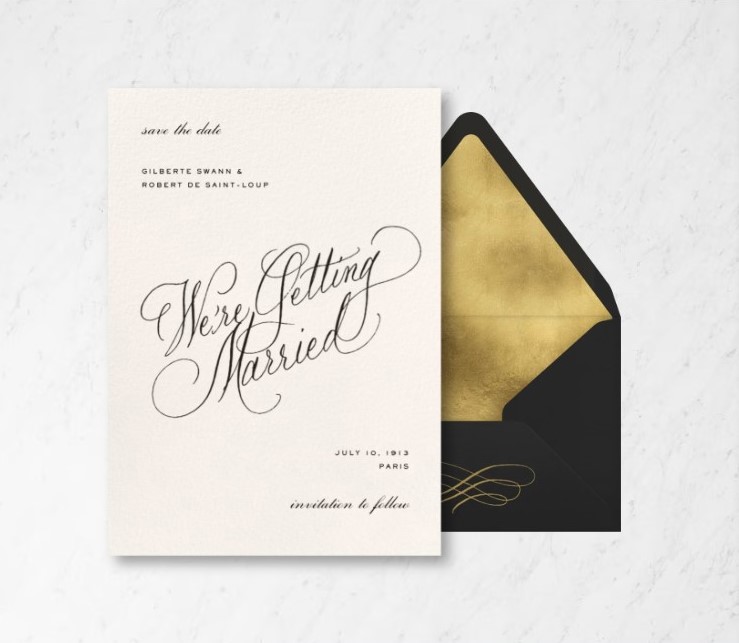 save the date
GILBERTE SWANN &
ROBERT DE SAINT-LOUP
We're Getting
Married
JULY 10, 1913
PARIS
invitation to follow